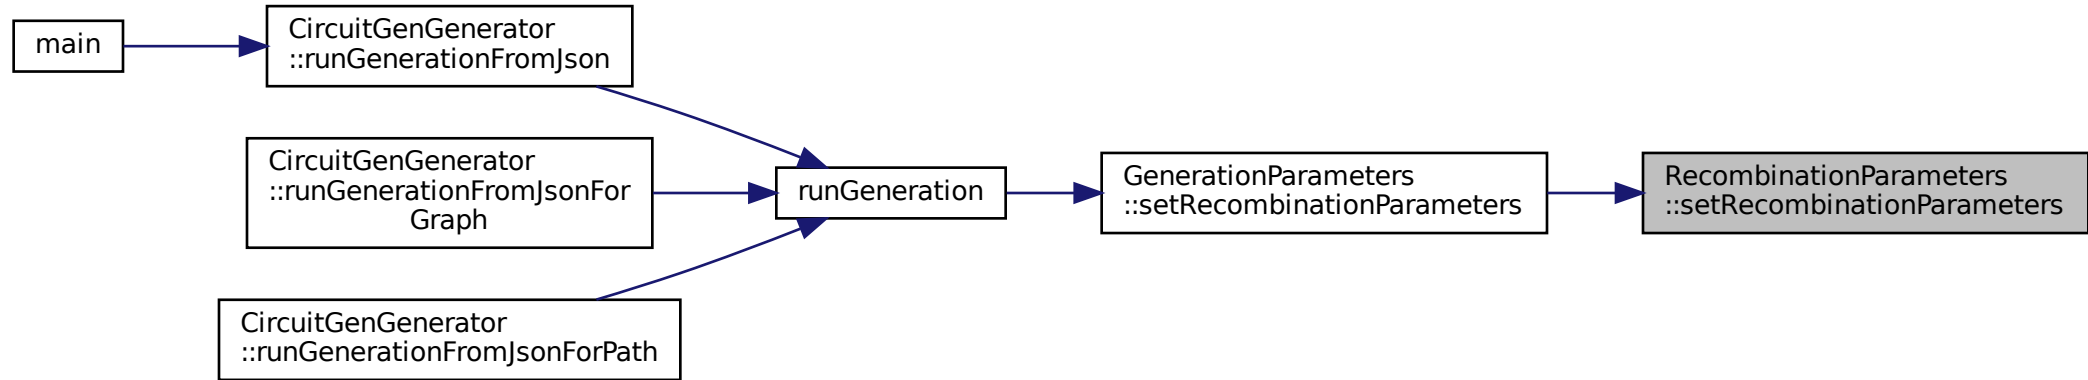 main
CircuitGenGenerator
::runGenerationFromJson
CircuitGenGenerator
::runGenerationFromJsonFor
Graph
CircuitGenGenerator
::runGenerationFromJsonForPath
runGeneration
GenerationParameters
::setRecombinationParameters
RecombinationParameters
::setRecombinationParameters